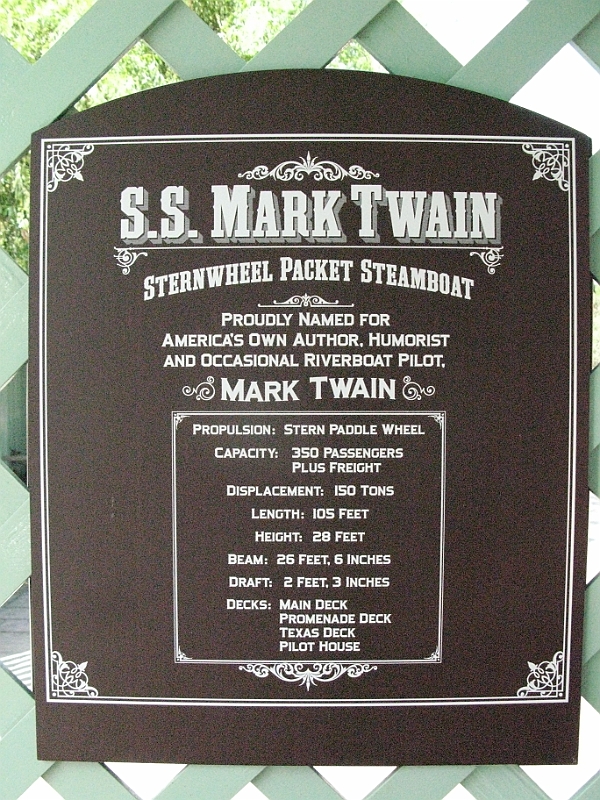 S.S. MARK TWAIN
STERNWHEEL PACKET STEAMBOAT
PROUDLY NAMED FOR
AMERICA'S OWN AUTHOR, HUMORIST
AND OCCASIONAL RIVERBOAT PILOT,
MARK TWAIN
PROPULSION: STERN PADDLE WHEEL
CAPACITY: 350 PASSENGERS
PLUS FREIGHT
DISPLACEMENT: 150 TONS
LENGTH: 105 FEET
HEIGHT: 28 FEET
BEAM: 26 FEET, 6 INCHES
DRAFT: 2 FEET, 3 INCHES
DECKS: MAIN DECK
PROMENADE DECK
TEXAS DECK
PILOT HOUSE